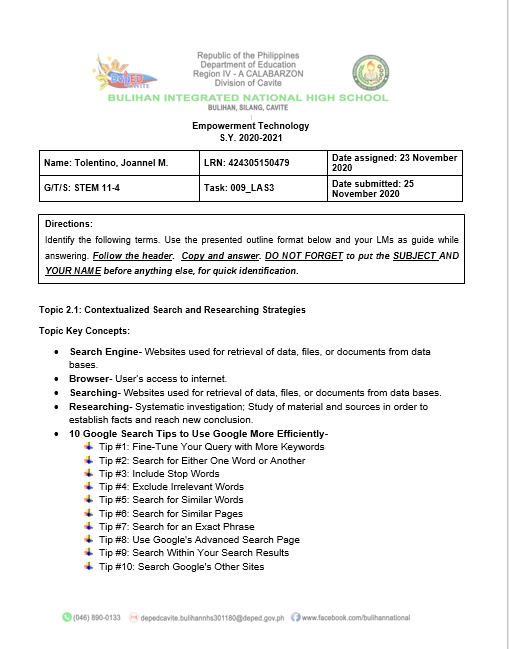 Republic of the Philippines
Department of Education
Region IV - A CALABARZON
Division of Cavite
BULIHAN INTEGRATED NATIONAL HIGH SCHOOL
BULIHAN, SILANG, CAVITE
Empowerment Technology
S.Y. 2020-2021
Name: Tolentino, Joannel M.
LRN: 424305150479
Date assigned: 23 November
2020
G/T/S: STEM 11-4
Task: 009_LAS3
Date submitted: 25
November 2020
Directions:
Identify the following terms. Use the presented outline format below and your LMs as guide while
answering. Follow the header. Copy and answer. DO NOT FORGET to put the SUBJECT AND
YOUR NAME before anything else, for quick identification.
Topic 2.1: Contextualized Search and Researching Strategies
Topic Key Concepts:
• Search Engine- Websites used for retrieval of data, files, or documents from data
bases.
• Browser- User's access to internet.
• Searching- Websites used for retrieval of data, files, or documents from data bases.
• Researching- Systematic investigation; Study of material and sources in order to
establish facts and reach new conclusion.
• 10 Google Search Tips to Use Google More Efficiently-
Tip #1: Fine-Tune Your Query with More Keywords
Tip #2: Search for Either One Word or Another
Tip #3: Include Stop Words
Tip #4: Exclude Irrelevant Words
Tip #5: Search for Similar Words
Tip #6: Search for Similar Pages
Tip #7: Search for an Exact Phrase
Tip #8: Use Google's Advanced Search Page
Tip #9: Search Within Your Search Results
Tip #10: Search Google's Other Sites
(046) 890-0133 depedcavite.bulihannhs301180@deped.gov.ph www.facebook.com/bulihannational